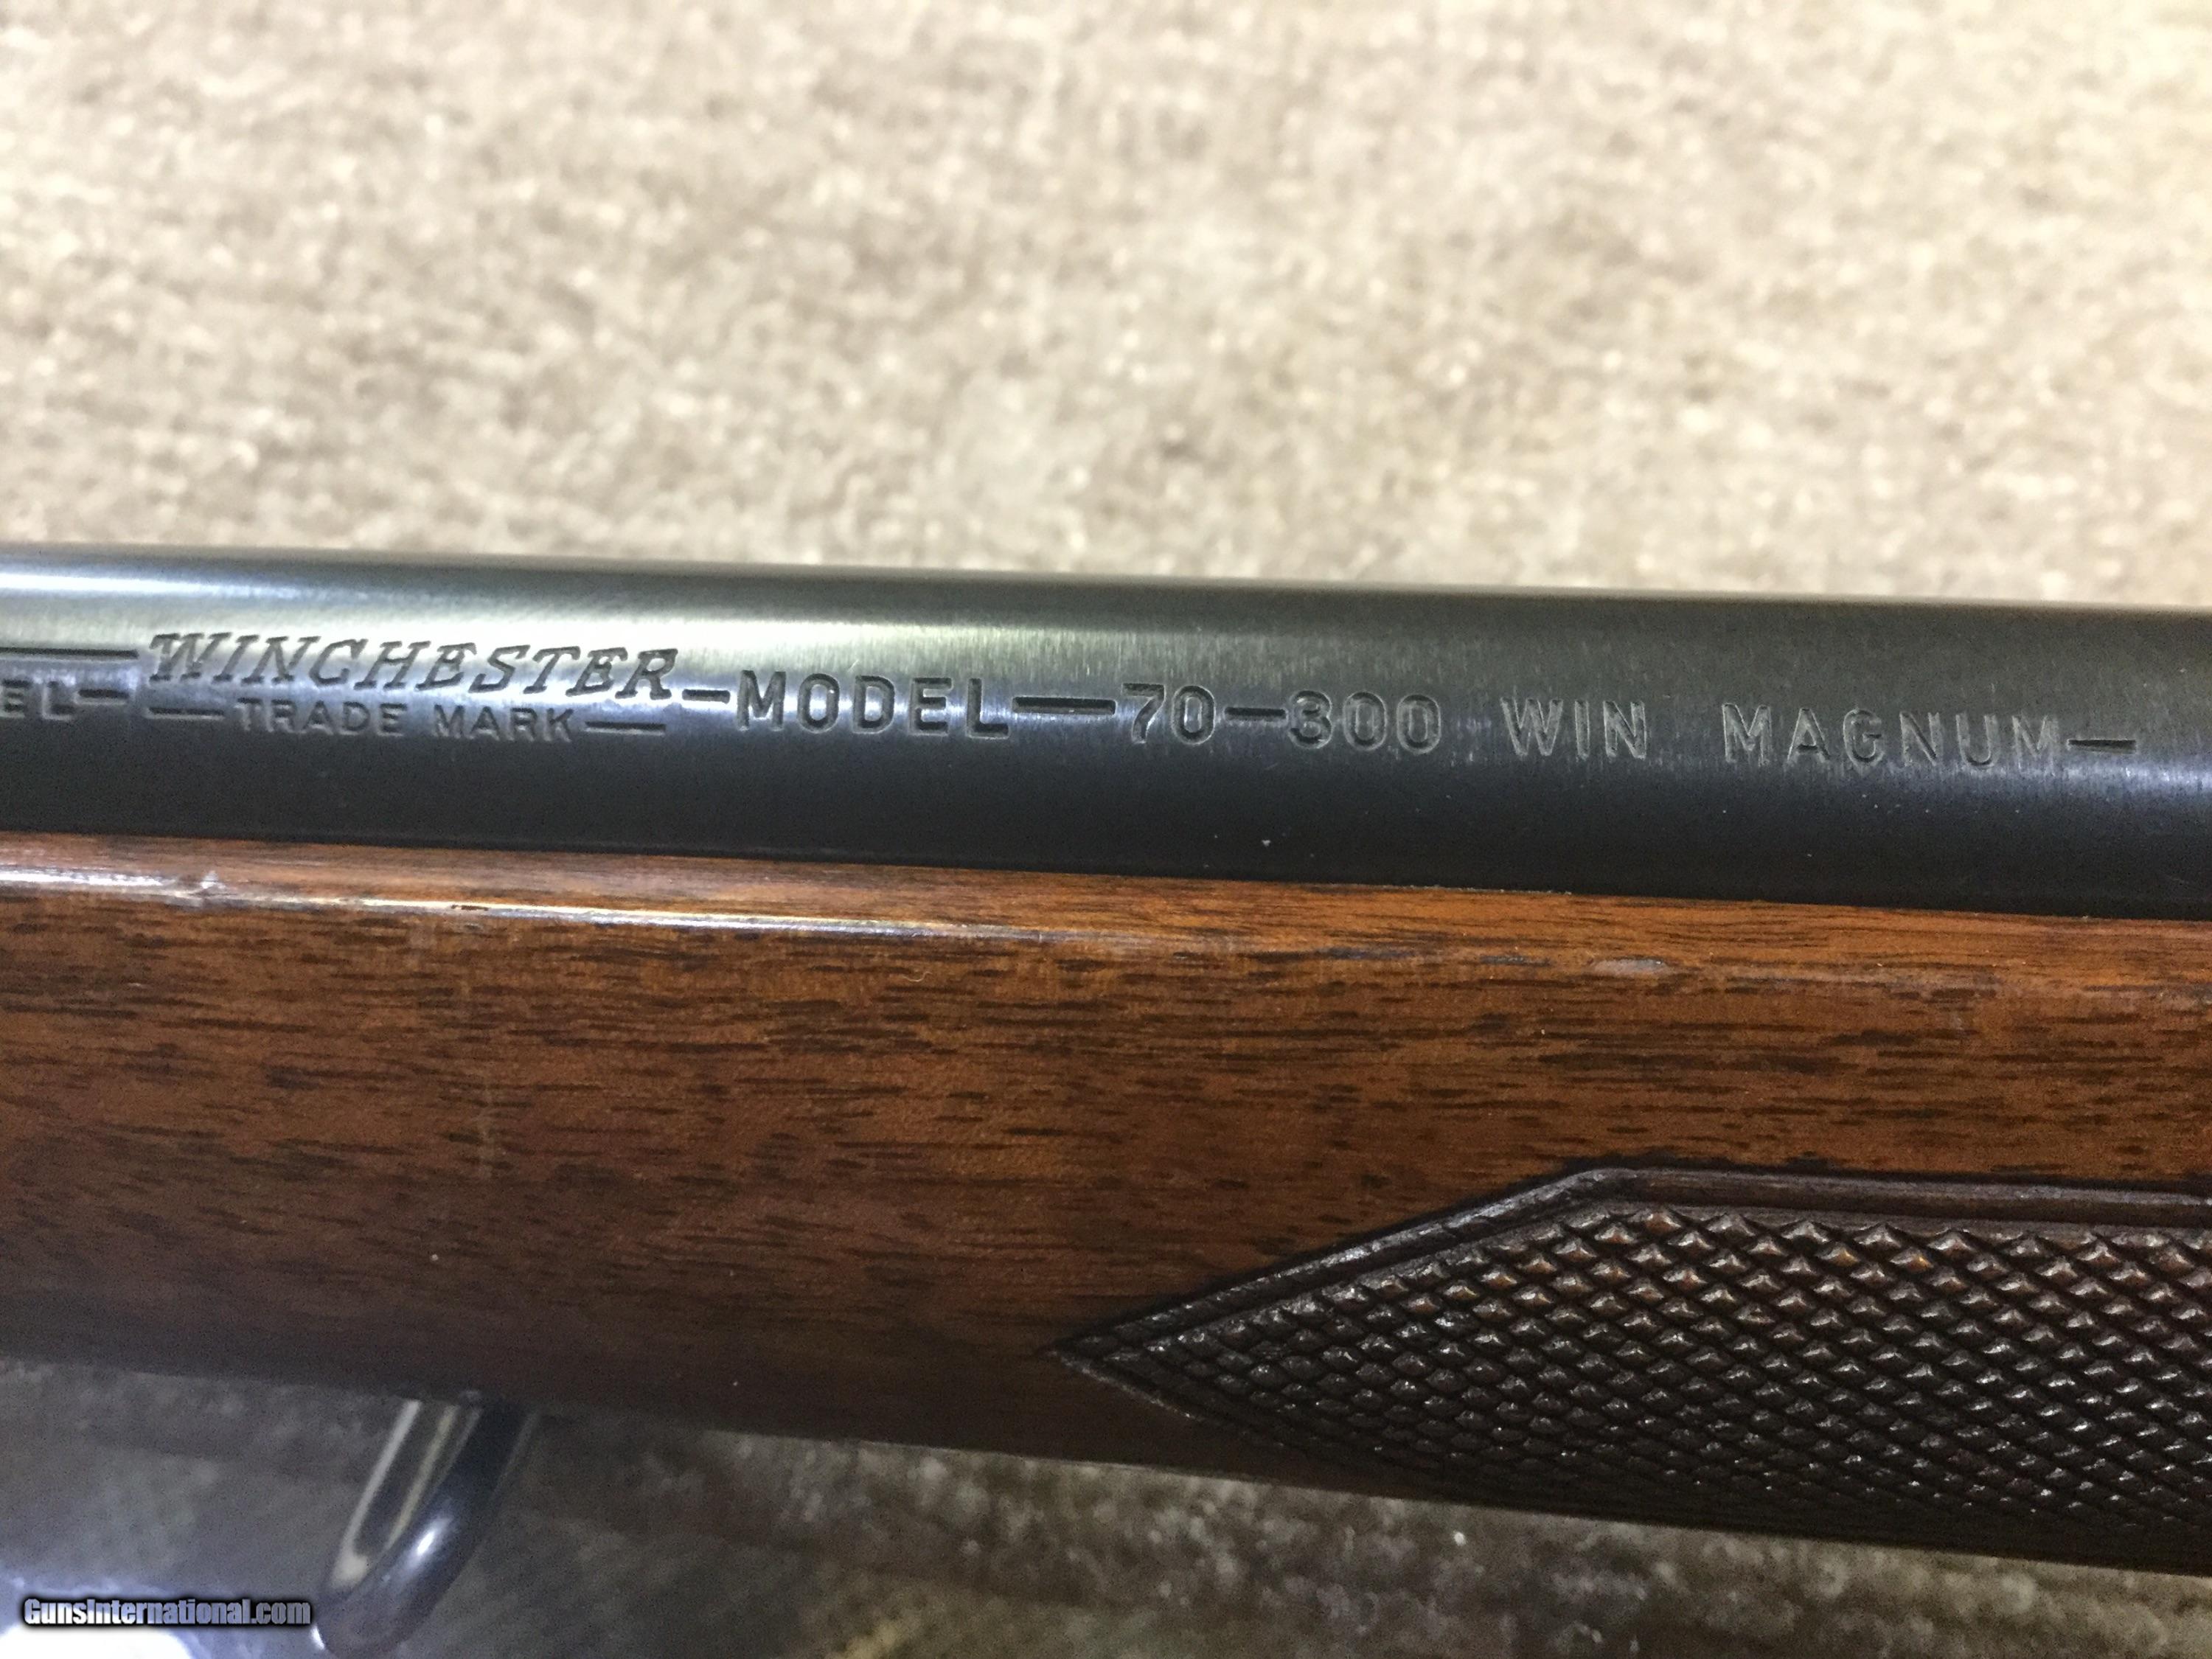 WINCHESTER -MODEL—70—300 WIN MAGNUM-
EL- — TRADE MARK —
GunsInternational.com